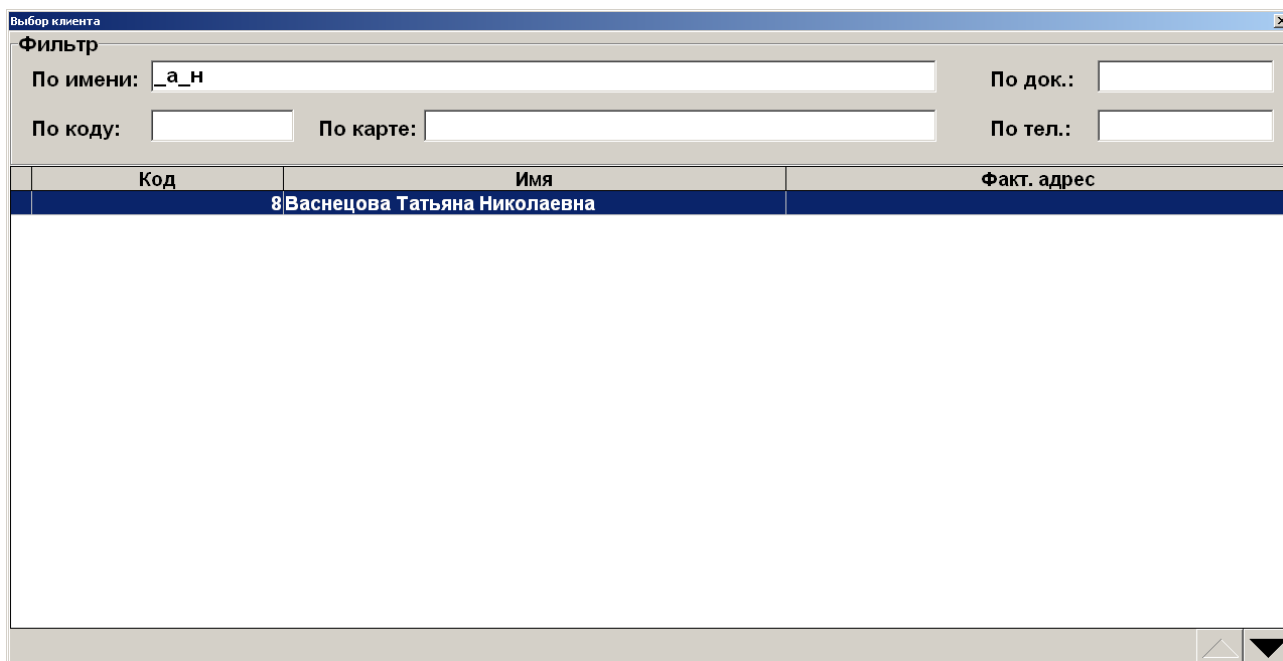 Выбор клиента
Фильтр
По имени: _а_н По док.:
По коду: По карте: По тел.:
Код Имя Факт. адрес
8 Васнецова Татьяна Николаевна